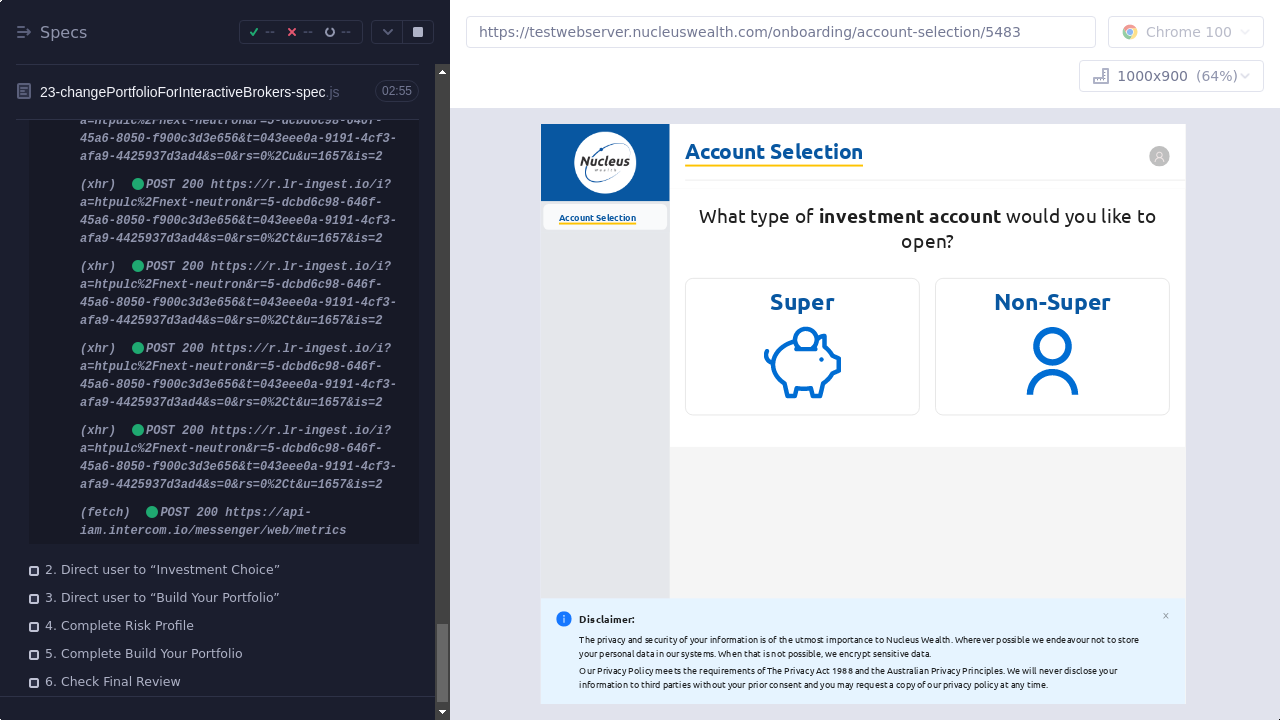 Specs
--
--
--
23-changePortfolioForInteractiveBrokers-spec.js
02:55
a=htpulc%2Fnext-neutron&r=5-dcbd6c98-646f-
45a6-8050-f900c3d3e656&t=043eee0a-9191-4cf3-
afa9-4425937d3ad4&s=0&rs=0%2Cu&u=1657&is=2
(xhr) POST 200 https://r.lr-ingest.io/i?
a=htpulc%2Fnext-neutron&r=5-dcbd6c98-646f-
45a6-8050-f900c3d3e656&t=043eee0a-9191-4cf3-
afa9-4425937d3ad4&s=0&rs=0%2Ct&u=1657&is=2
(xhr) POST 200 https://r.lr-ingest.io/i?
a=htpulc%2Fnext-neutron&r=5-dcbd6c98-646f-
45a6-8050-f900c3d3e656&t=043eee0a-9191-4cf3-
afa9-4425937d3ad4&s=0&rs=0%2Ct&u=1657&is=2
(xhr) POST 200 https://r.lr-ingest.io/i?
a=htpulc%2Fnext-neutron&r=5-dcbd6c98-646f-
45a6-8050-f900c3d3e656&t=043eee0a-9191-4cf3-
afa9-4425937d3ad4&s=0&rs=0%2Ct&u=1657&is=2
(xhr) POST 200 https://r.lr-ingest.io/i?
a=htpulc%2Fnext-neutron&r=5-dcbd6c98-646f-
45a6-8050-f900c3d3e656&t=043eee0a-9191-4cf3-
afa9-4425937d3ad4&s=0&rs=0%2Ct&u=1657&is=2
(fetch) POST 200 https://api-
iam.intercom.io/messenger/web/metrics
2. Direct user to “Investment Choice”
3. Direct user to “Build Your Portfolio”
4. Complete Risk Profile
5. Complete Build Your Portfolio
6. Check Final Review
https://testwebserver.nucleuswealth.com/onboarding/account-selection/5483
Chrome 100
1000x900 (64%)
Nucleus
Wealth
Account Selection
Account Selection
What type of investment account would you like to
open?
Super
Non-Super
Disclaimer:
The privacy and security of your information is of the utmost importance to Nucleus Wealth. Wherever possible we endeavour not to store
your personal data in our systems. When that is not possible, we encrypt sensitive data.
Our Privacy Policy meets the requirements of The Privacy Act 1988 and the Australian Privacy Principles. We will never disclose your
information to third parties without your prior consent and you may request a copy of our privacy policy at any time.